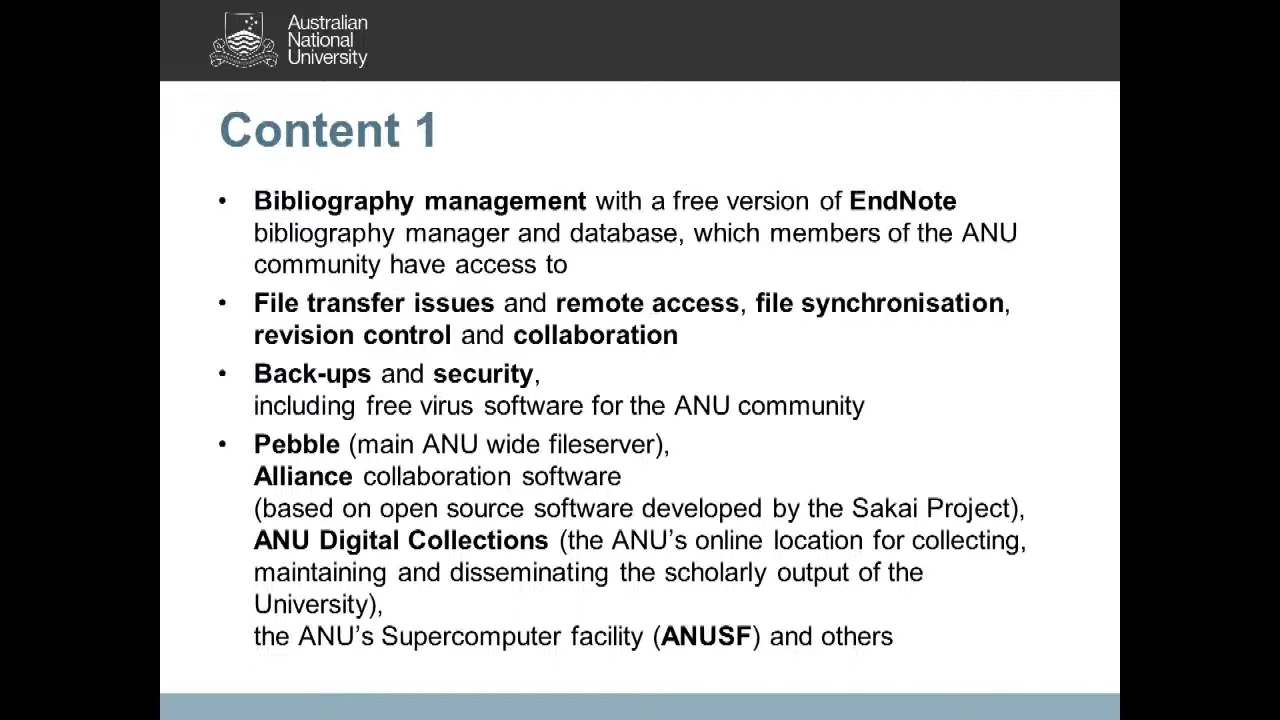 Australian
National
University
Content 1
• Bibliography management with a free version of EndNote
bibliography manager and database, which members of the ANU
community have access to
• File transfer issues and remote access, file synchronisation,
revision control and collaboration
• Back-ups and security,
including free virus software for the ANU community
• Pebble (main ANU wide fileserver),
Alliance collaboration software
(based on open source software developed by the Sakai Project),
ANU Digital Collections (the ANU’s online location for collecting,
maintaining and disseminating the scholarly output of the
University),
the ANU’s Supercomputer facility (ANUSF) and others